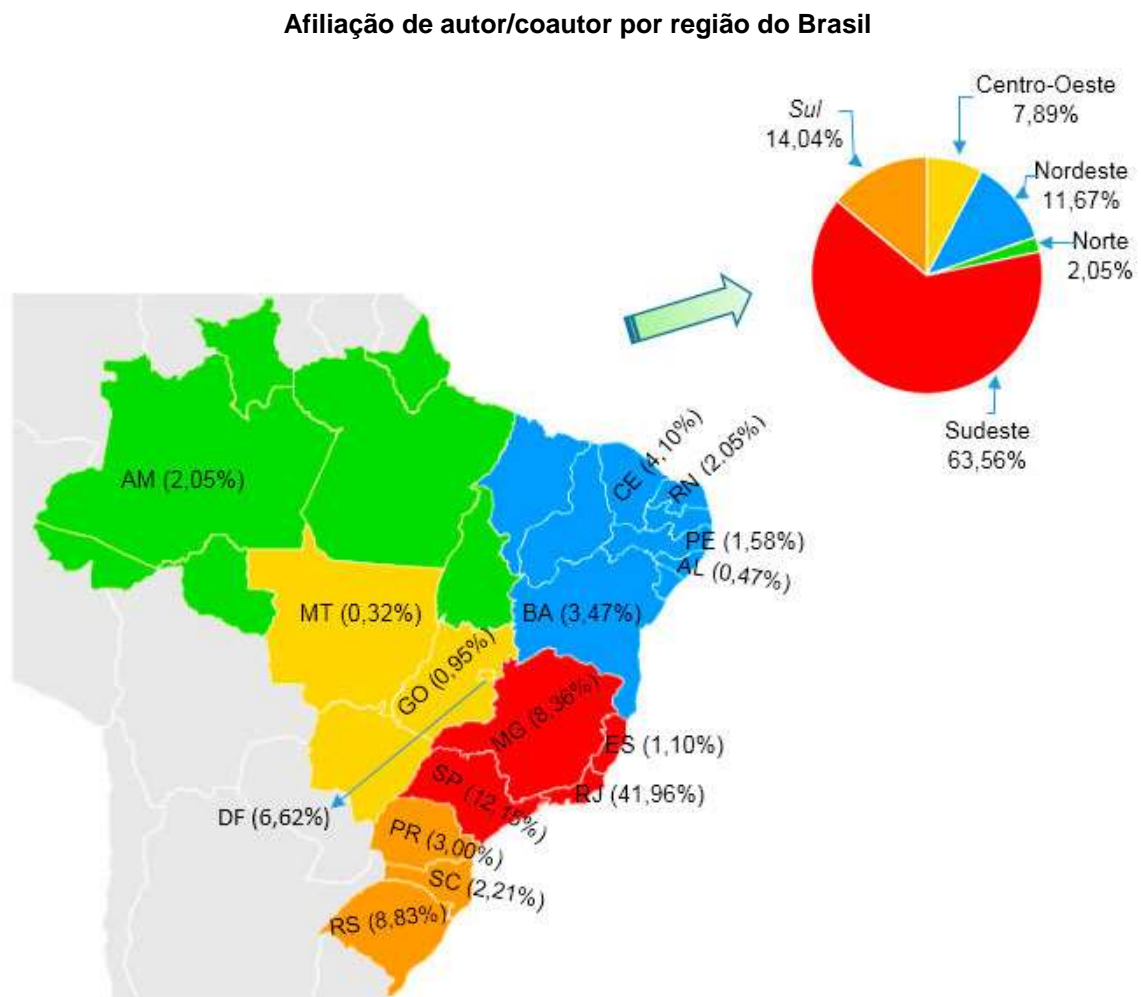 Afiliação de autor/coautor por região do Brasil
Centro-Oeste
7,89%
Sul
14,04%
Nordeste
11,67%
Norte
2,05%
Sudeste
63,56%
CE (4,10%)
RN (2,05%)
AM (2,05%)
PE (1,58%)
AL (0,47%)
MT (0,32%)
BA (3,47%)
GO (0,95%)
MG (8,36%)
ES (1,10%)
SP (12,15%)
RJ (41,96%)
DF (6,62%)
PR (3,00%)
SC (2,21%)
RS (8,83%)